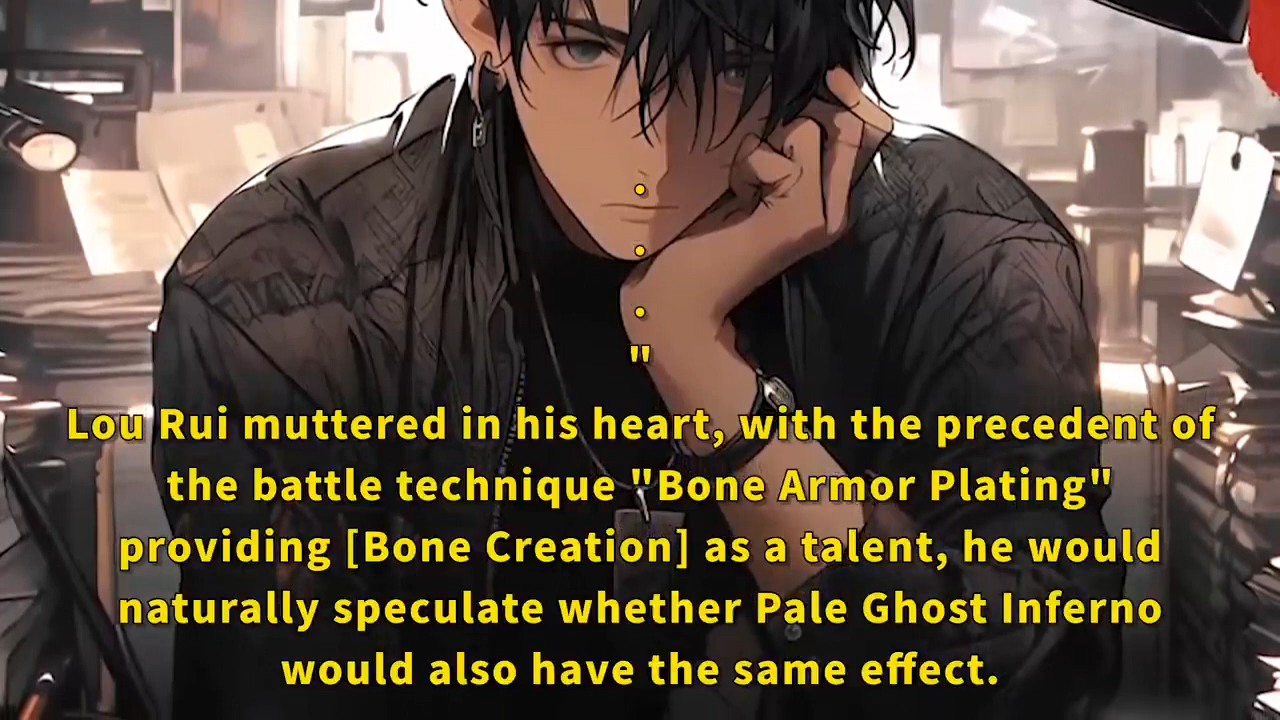 。
。
。
"
Lou Rui muttered in his heart, with the precedent of
the battle technique "Bone Armor Plating"
providing [Bone Creation] as a talent, he would
naturally speculate whether Pale Ghost Inferno
would also have the same effect.